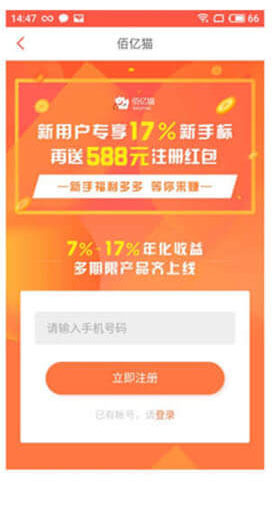 14:47
66
佰亿猫
佰亿猫
新用户专享17%新手标
再送588元注册红包
—新手福利多多 等你来赚—
7%-17%年化收益
多期限产品齐上线
请输入手机号码
立即注册
已有帐号，请登录